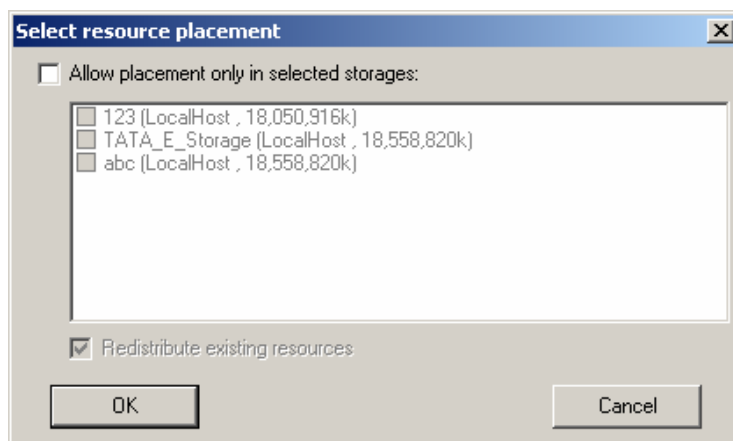 Select resource placement
Allow placement only in selected storages:
123 (LocalHost , 18,050,916k)
TATA_E_Storage (LocalHost , 18,558,820k)
abc (LocalHost , 18,558,820k)
Redistribute existing resources
OK
Cancel